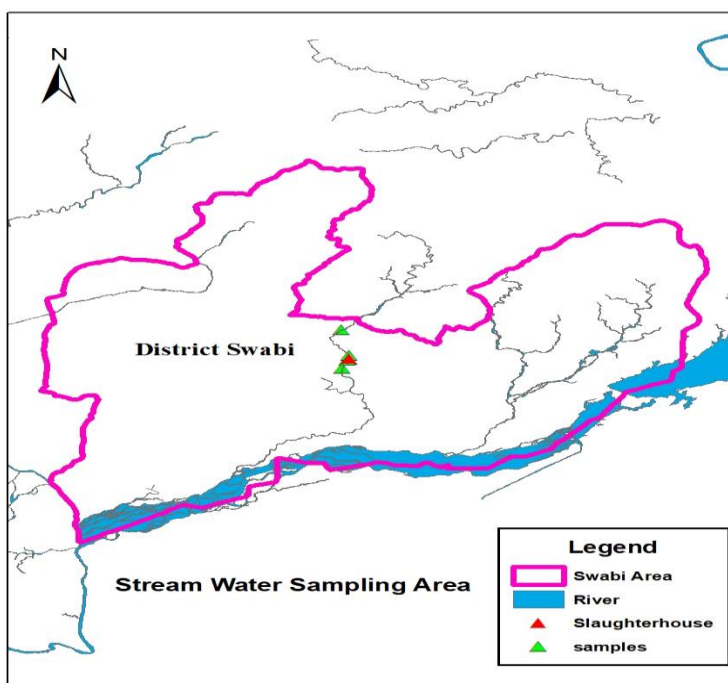 N
District Swabi
Stream Water Sampling Area
Legend
Swabi Area
River
Slaughterhouse
samples